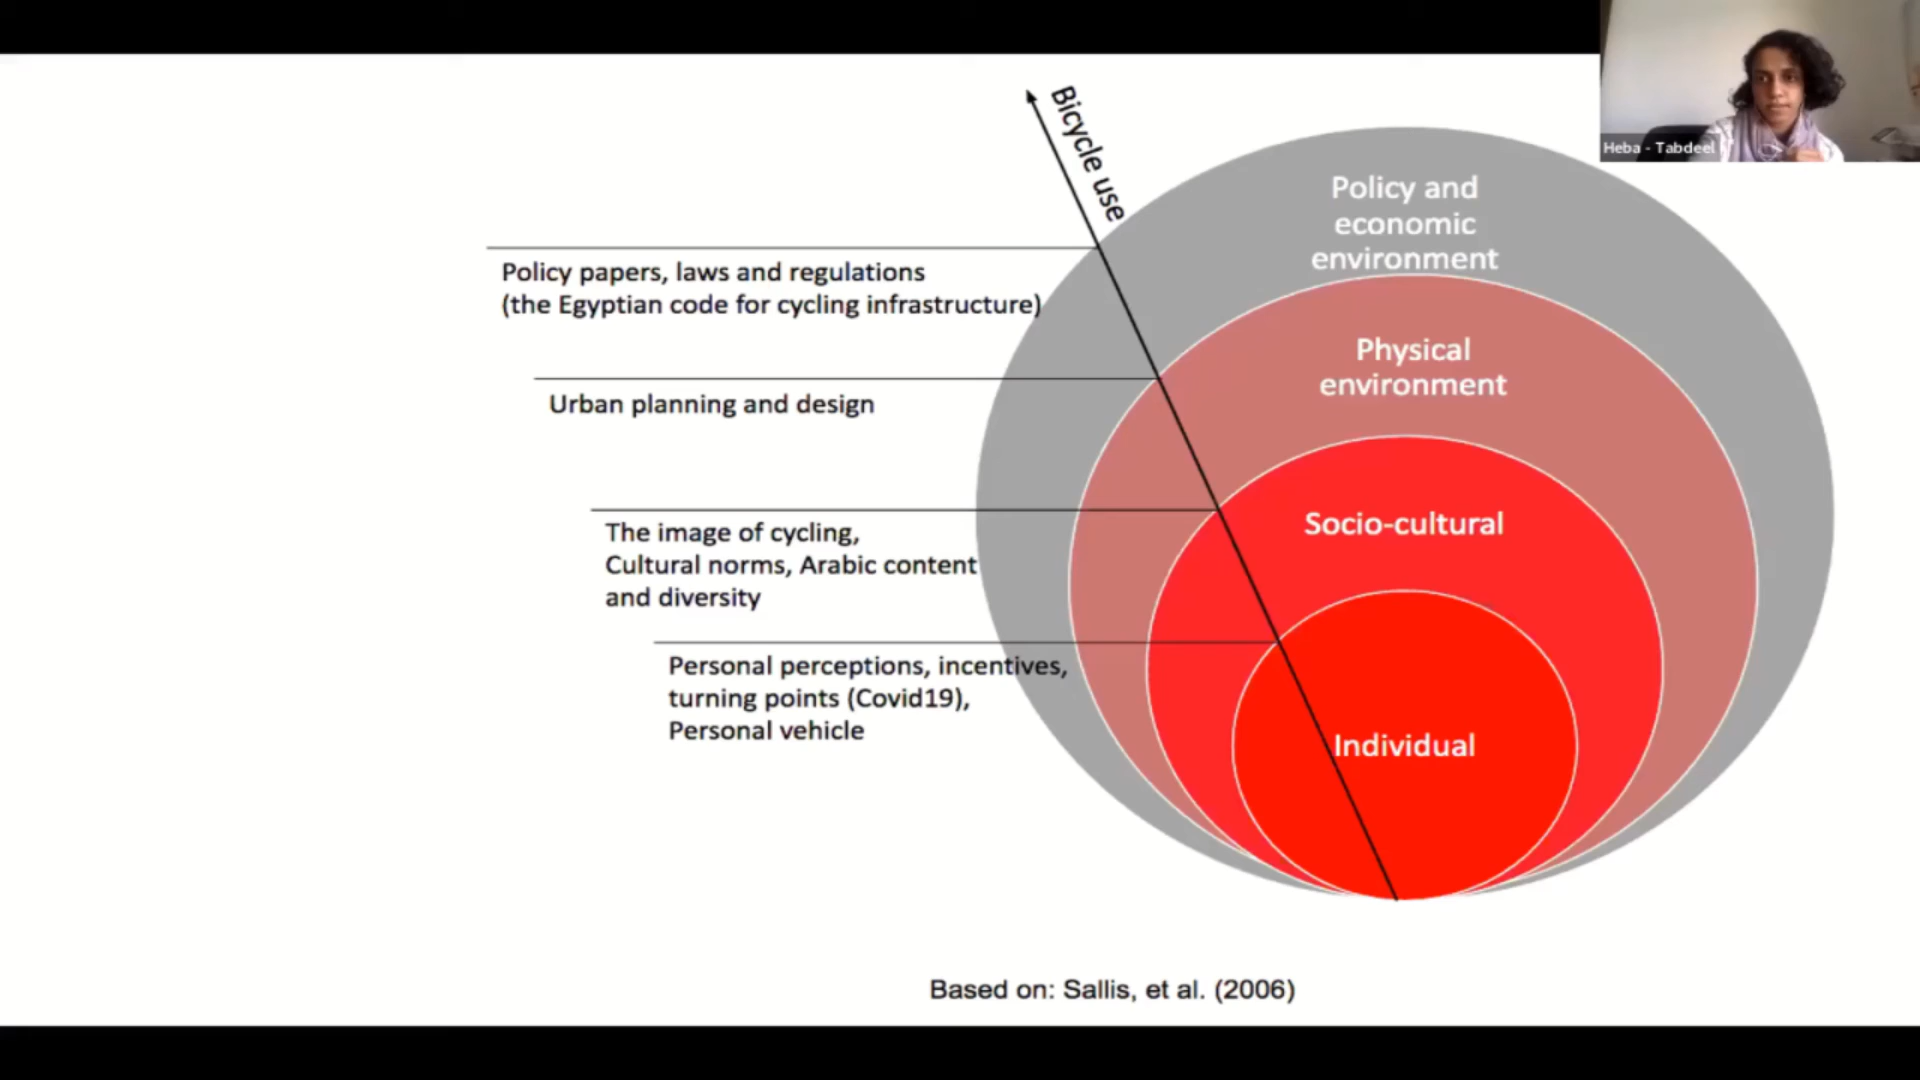 Heba - Tabdeel
Bicycle use
Policy and
economic
environment
Policy papers, laws and regulations
(the Egyptian code for cycling infrastructure)
Physical
environment
Urban planning and design
Socio-cultural
The image of cycling,
Cultural norms, Arabic content
and diversity
Personal perceptions, incentives,
turning points (Covid19),
Personal vehicle
Individual
Based on: Sallis, et al. (2006)